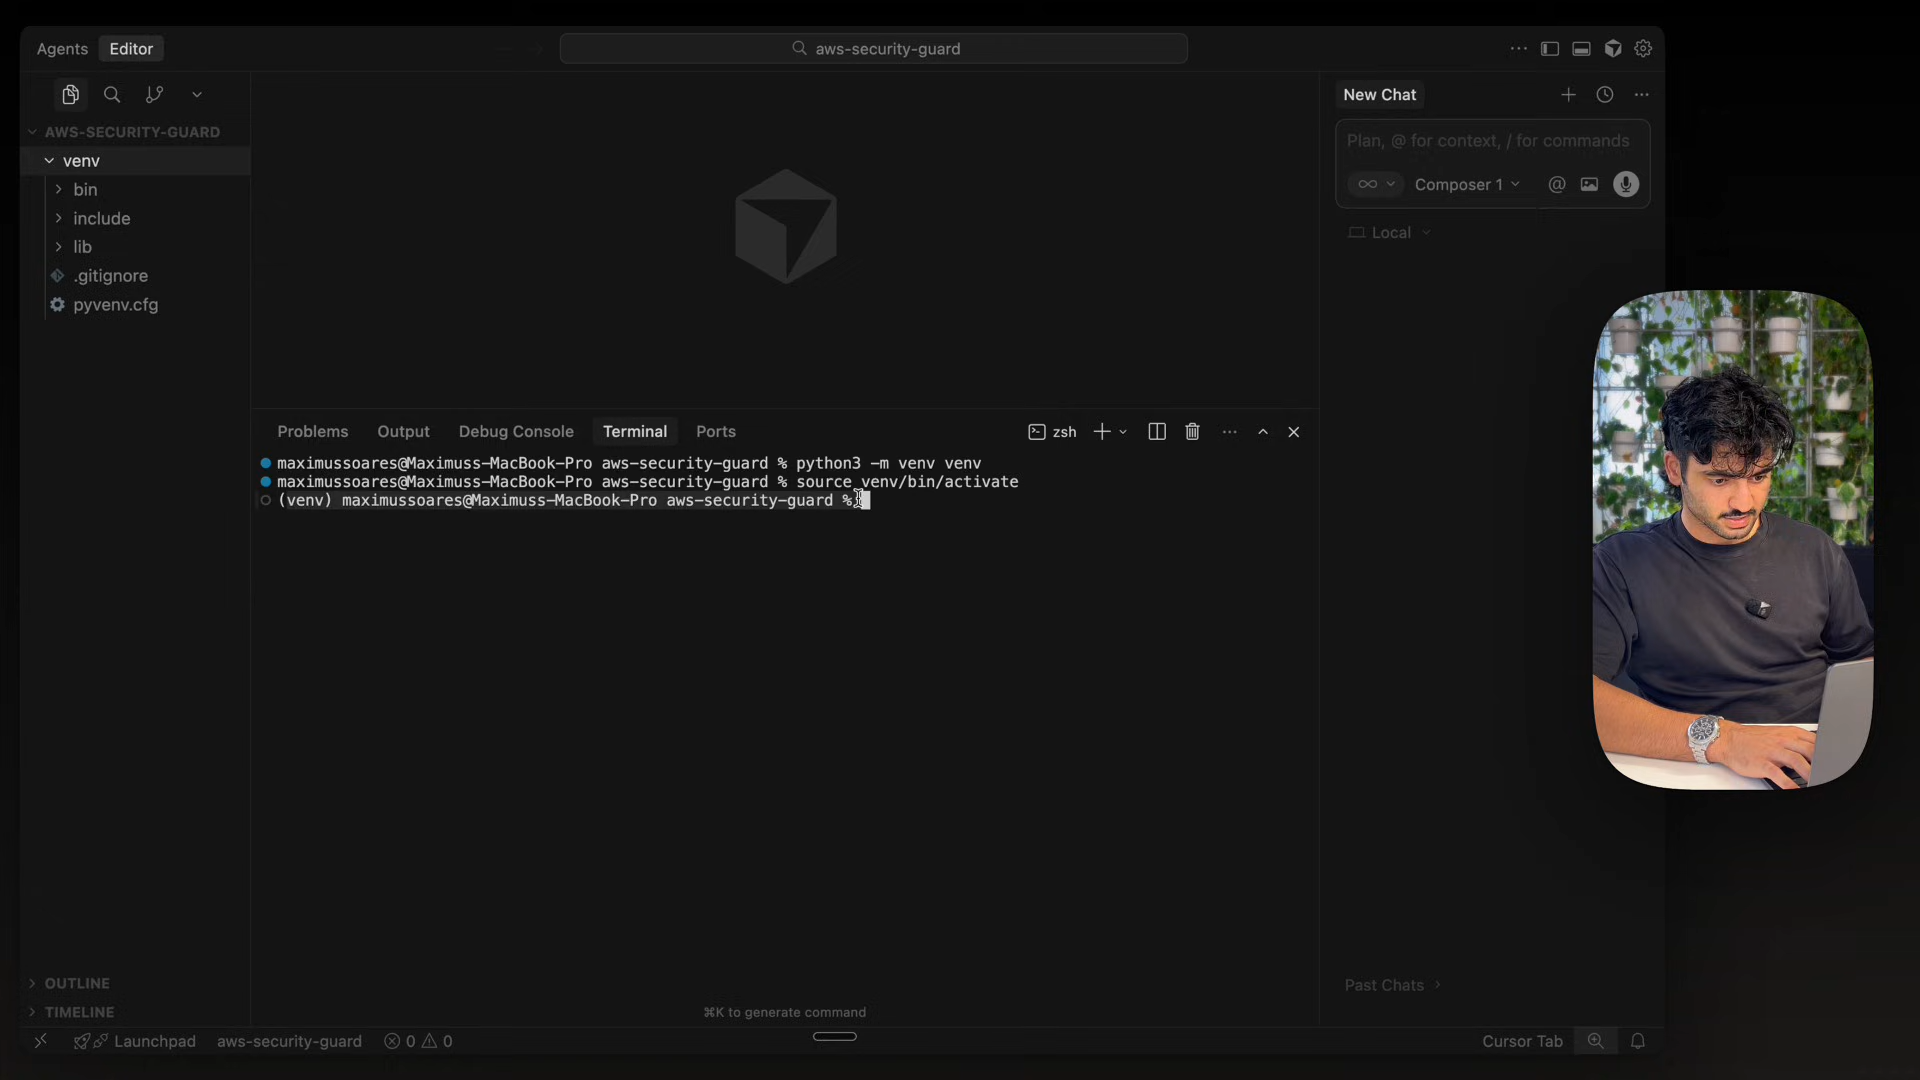 Agents Editor
aws-security-guard
AWS-SECURITY-GUARD
venv
bin
include
lib
.gitignore
pyvenv.cfg
New Chat
Plan, @ for context, / for commands
Composer 1
Local
Problems Output Debug Console Terminal Ports
zsh
maximussoares@Maximuss-MacBook-Pro aws-security-guard % python3 -m venv venv
maximussoares@Maximuss-MacBook-Pro aws-security-guard % source venv/bin/activate
(venv) maximussoares@Maximuss-MacBook-Pro aws-security-guard %
OUTLINE
TIMELINE
Past Chats
⌘K to generate command
Launchpad aws-security-guard 0 0
Cursor Tab